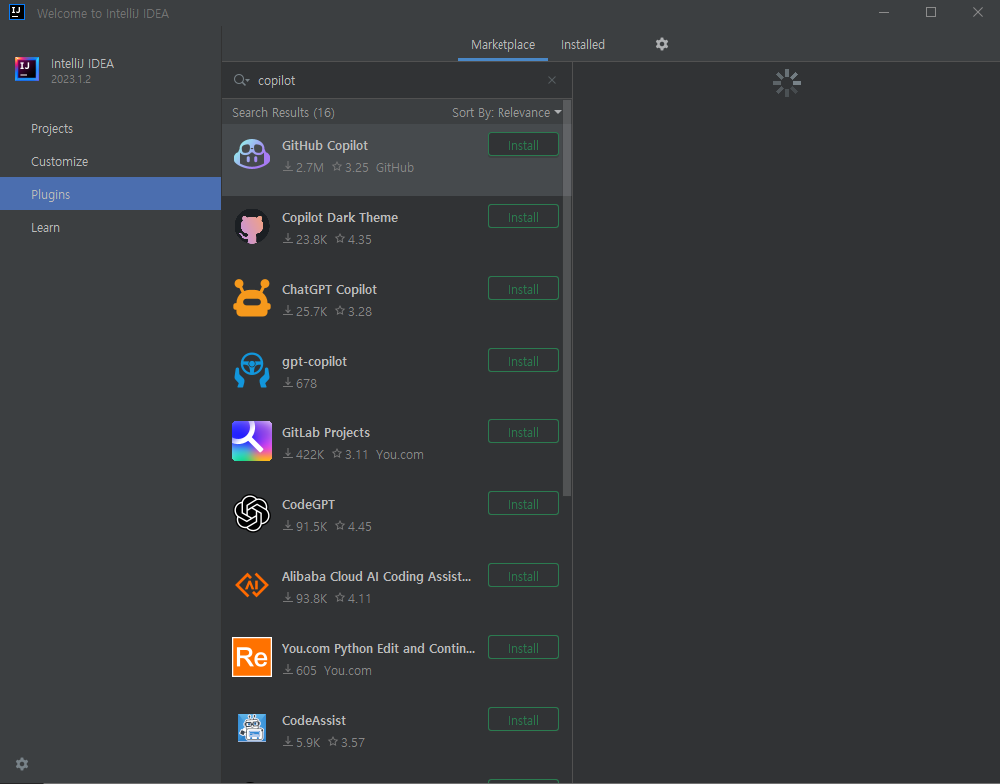 IJ Welcome to IntelliJ IDEA
Marketplace Installed
IJ IntelliJ IDEA
2023.1.2
Projects
Customize
Plugins
Learn
copilot
Search Results (16) Sort By: Relevance
GitHub Copilot Install
2.7M 3.25 GitHub
Copilot Dark Theme Install
23.8K 4.35
ChatGPT Copilot Install
25.7K 3.28
gpt-copilot Install
678
GitLab Projects Install
422K 3.11 You.com
CodeGPT Install
91.5K 4.45
AI Alibaba Cloud AI Coding Assist... Install
93.8K 4.11
Re You.com Python Edit and Contin... Install
605 You.com
CodeAssist Install
5.9K 3.57